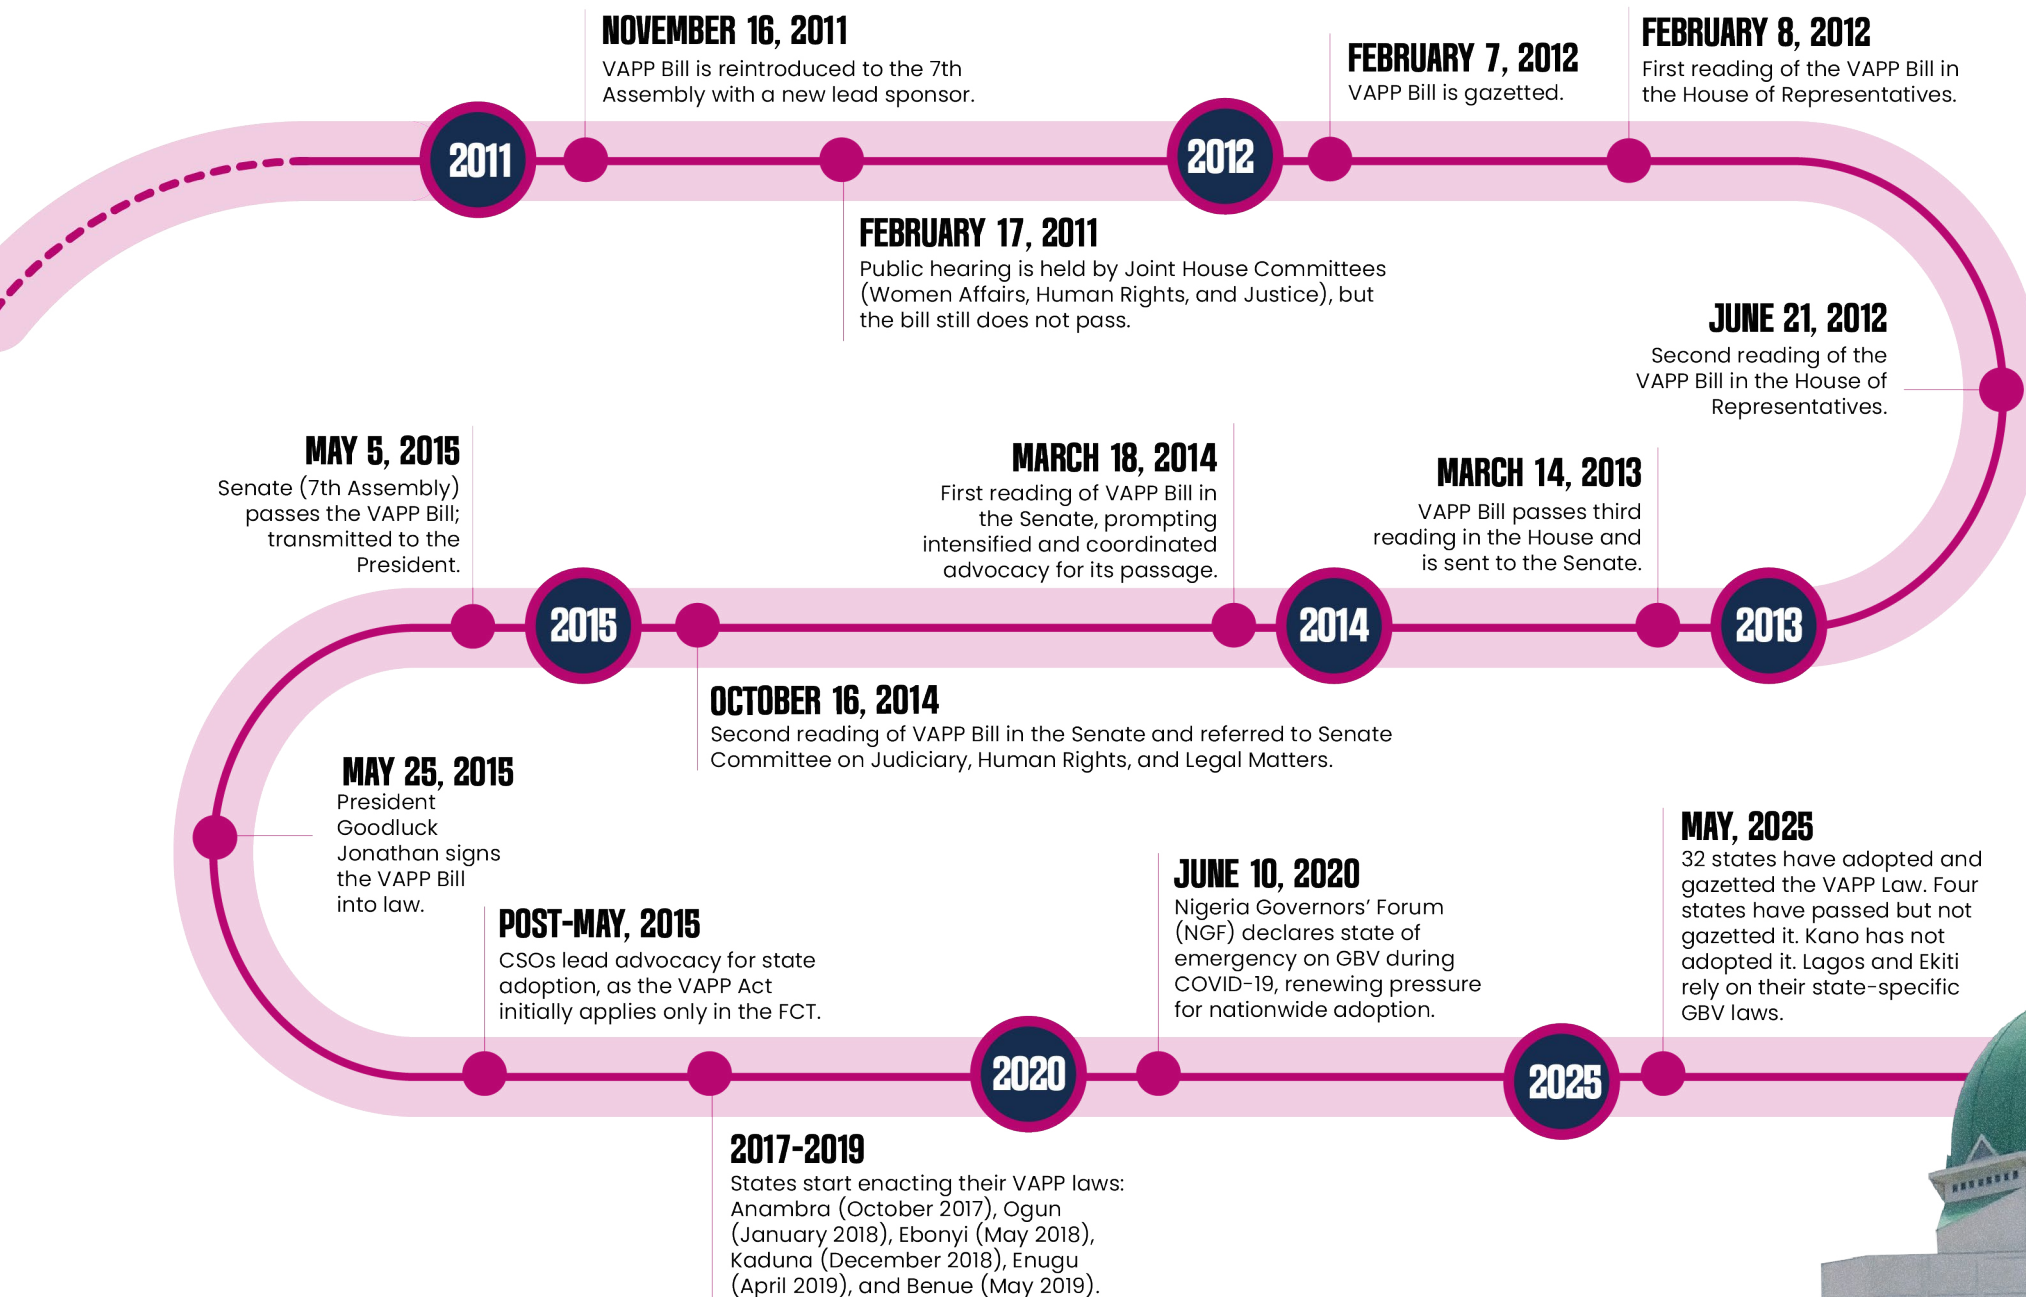 NOVEMBER 16, 2011
VAPP Bill is reintroduced to the 7th
Assembly with a new lead sponsor.
FEBRUARY 7, 2012
VAPP Bill is gazetted.
FEBRUARY 8, 2012
First reading of the VAPP Bill in
the House of Representatives.
2011
2012
FEBRUARY 17, 2011
Public hearing is held by Joint House Committees
(Women Affairs, Human Rights, and Justice), but
the bill still does not pass.
JUNE 21, 2012
Second reading of the
VAPP Bill in the House of
Representatives.
MARCH 14, 2013
VAPP Bill passes third
reading in the House and
is sent to the Senate.
MARCH 18, 2014
First reading of VAPP Bill in
the Senate, prompting
intensified and coordinated
advocacy for its passage.
MAY 5, 2015
Senate (7th Assembly)
passes the VAPP Bill;
transmitted to the
President.
2015
2014
2013
OCTOBER 16, 2014
Second reading of VAPP Bill in the Senate and referred to Senate
Committee on Judiciary, Human Rights, and Legal Matters.
MAY 25, 2015
President
Goodluck
Jonathan signs
the VAPP Bill
into law.
POST-MAY, 2015
CSOs lead advocacy for state
adoption, as the VAPP Act
initially applies only in the FCT.
JUNE 10, 2020
Nigeria Governors’ Forum
(NGF) declares state of
emergency on GBV during
COVID-19, renewing pressure
for nationwide adoption.
MAY, 2025
32 states have adopted and
gazetted the VAPP Law. Four
states have passed but not
gazetted it. Kano has not
adopted it. Lagos and Ekiti
rely on their state-specific
GBV laws.
2020
2025
2017-2019
States start enacting their VAPP laws:
Anambra (October 2017), Ogun
(January 2018), Ebonyi (May 2018),
Kaduna (December 2018), Enugu
(April 2019), and Benue (May 2019).